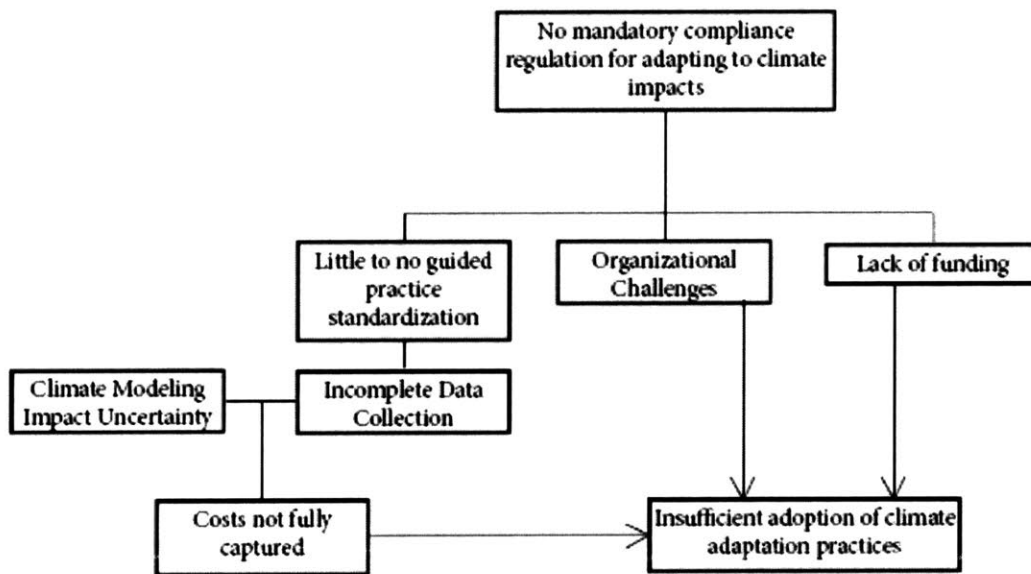 No mandatory compliance
regulation for adapting to climate
impacts
Little to no guided
practice
standardization
Organizational
Challenges
Lack of funding
Climate Modeling
Impact Uncertainty
Incomplete Data
Collection
Costs not fully
captured
Insufficient adoption of climate
adaptation practices